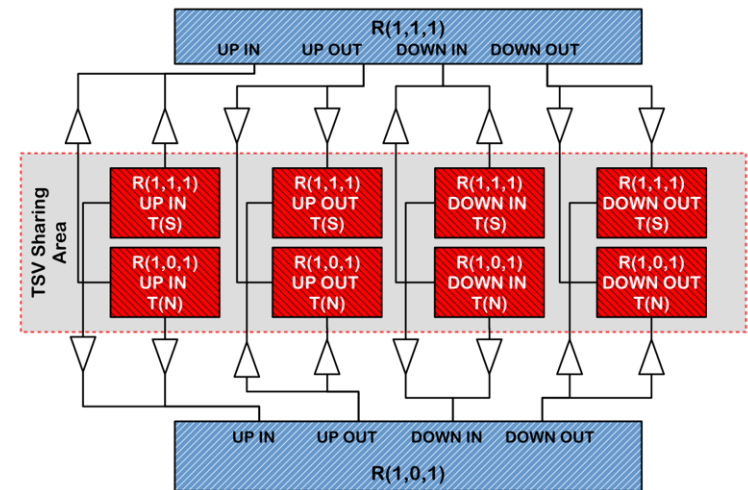 R(1,1,1)
UP IN UP OUT DOWN IN DOWN OUT
TSV Sharing
Area
R(1,1,1)
UP IN
T(S)
R(1,1,1)
UP OUT
T(S)
R(1,1,1)
DOWN IN
T(S)
R(1,1,1)
DOWN OUT
T(S)
R(1,0,1)
UP IN
T(N)
R(1,0,1)
UP OUT
T(N)
R(1,0,1)
DOWN IN
T(N)
R(1,0,1)
DOWN OUT
T(N)
UP IN UP OUT DOWN IN DOWN OUT
R(1,0,1)